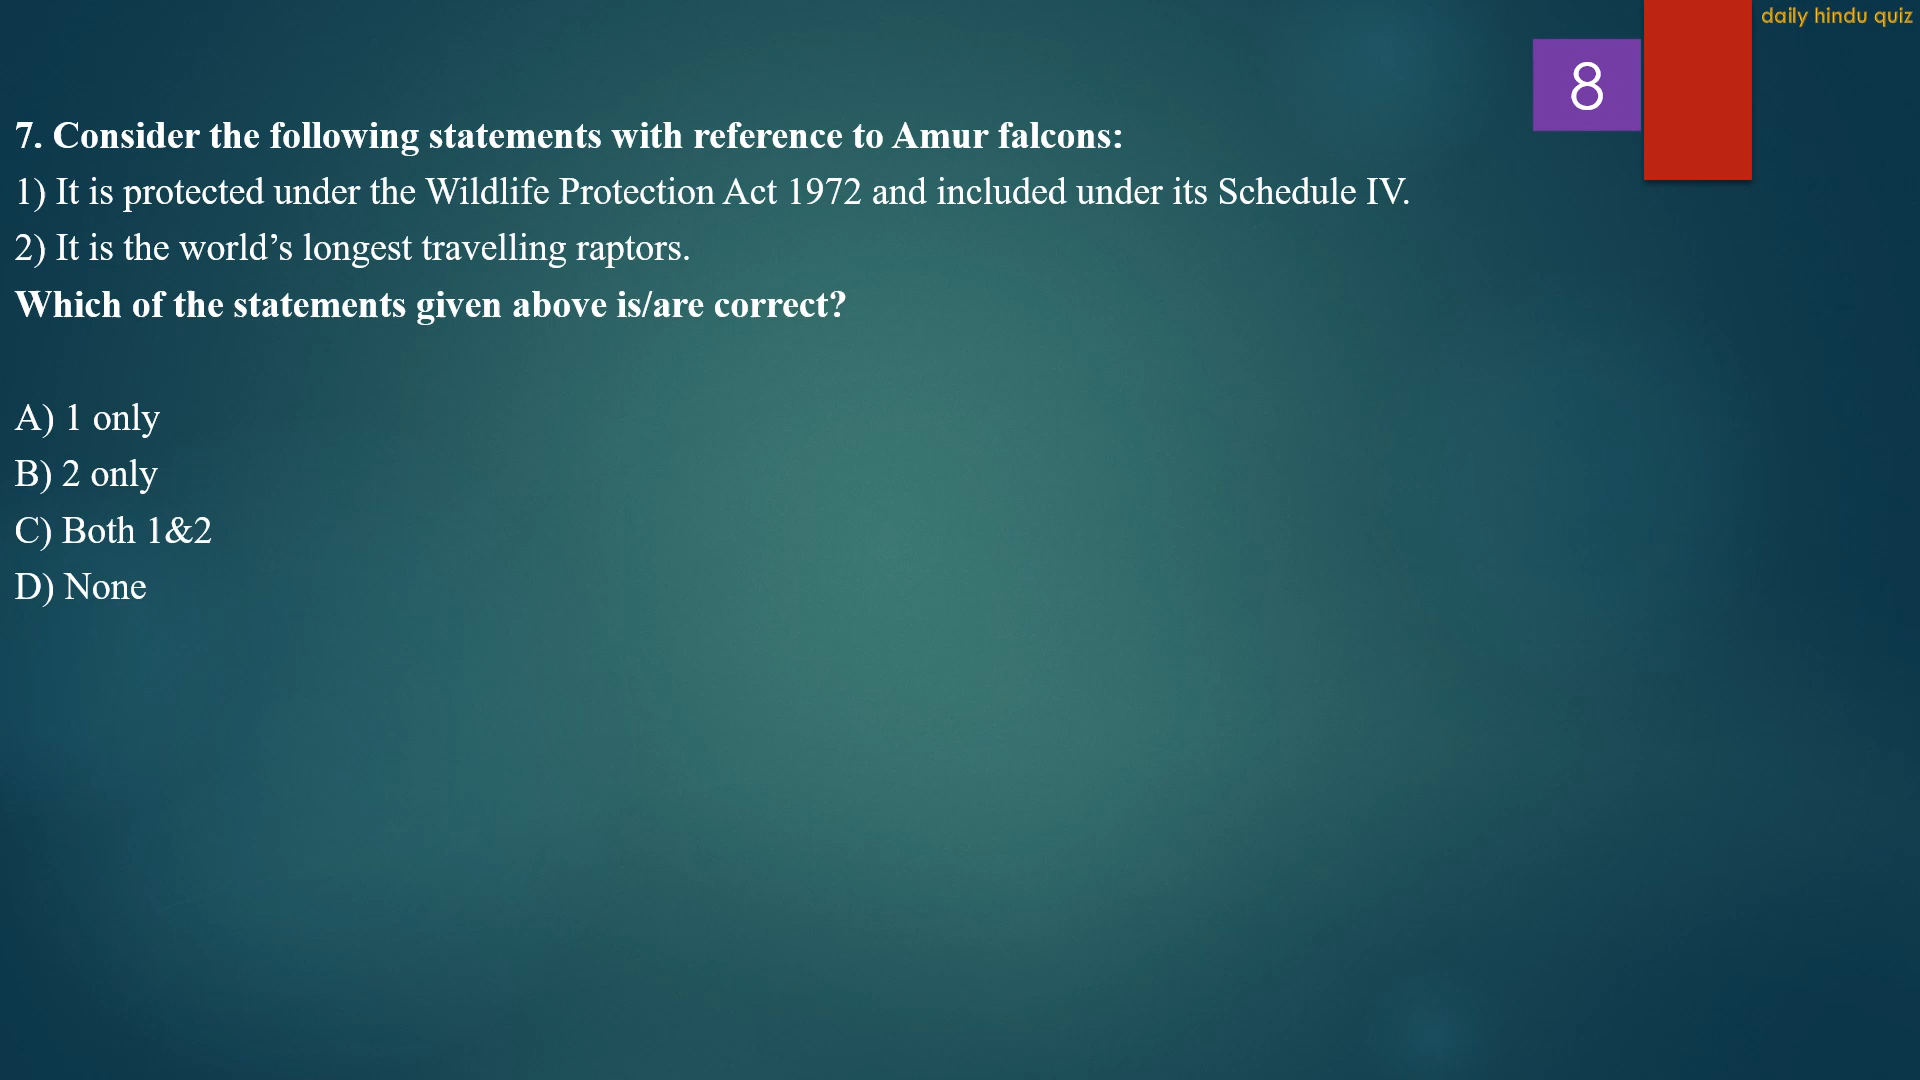 daily hindu quiz
8
7. Consider the following statements with reference to Amur falcons:
1) It is protected under the Wildlife Protection Act 1972 and included under its Schedule IV.
2) It is the world’s longest travelling raptors.
Which of the statements given above is/are correct?
A) 1 only
B) 2 only
C) Both 1&2
D) None